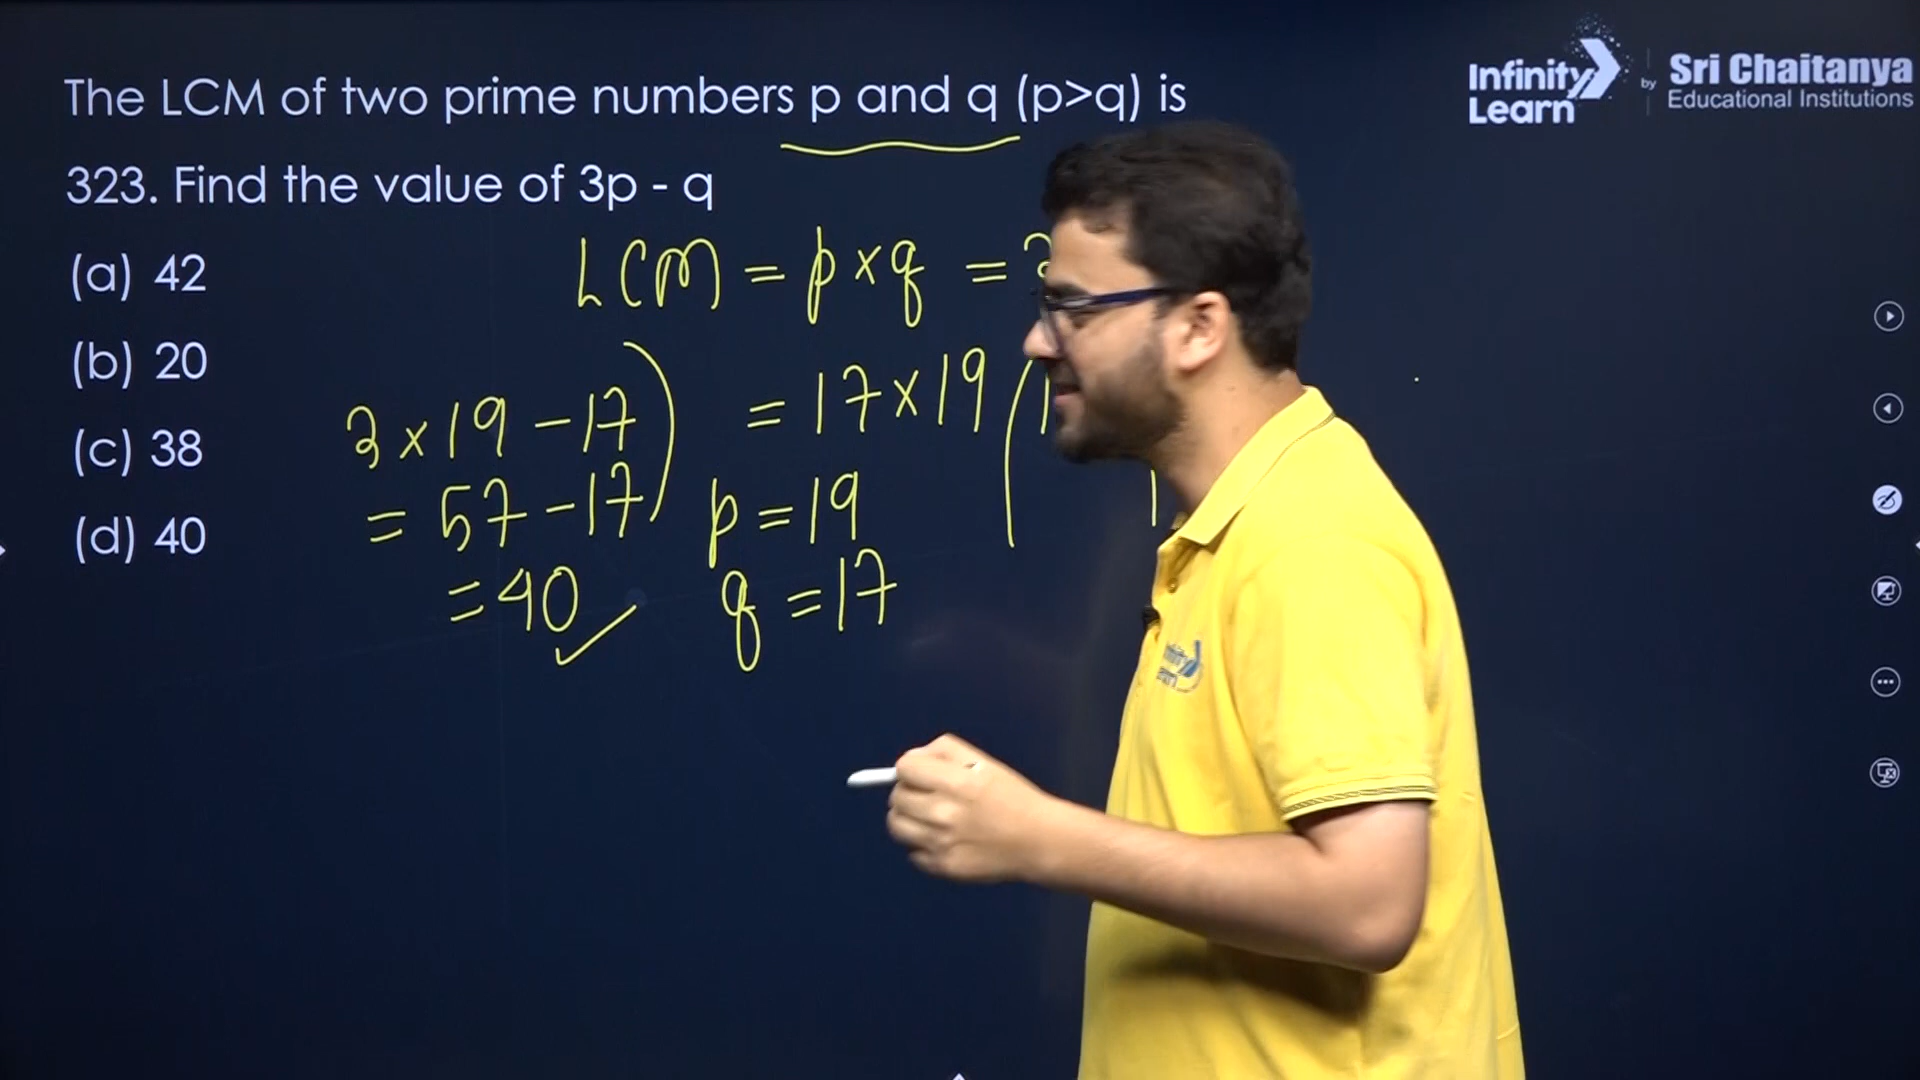 The LCM of two prime numbers p and q (p>q) is
323. Find the value of 3p - q
(a) 42
(b) 20
(c) 38
(d) 40
LCM = p × q =
= 17 × 19
p = 19
q = 17
3 × 19 - 17
= 57 - 17
= 40
Infinity
Learn
by
Sri Chaitanya
Educational Institutions